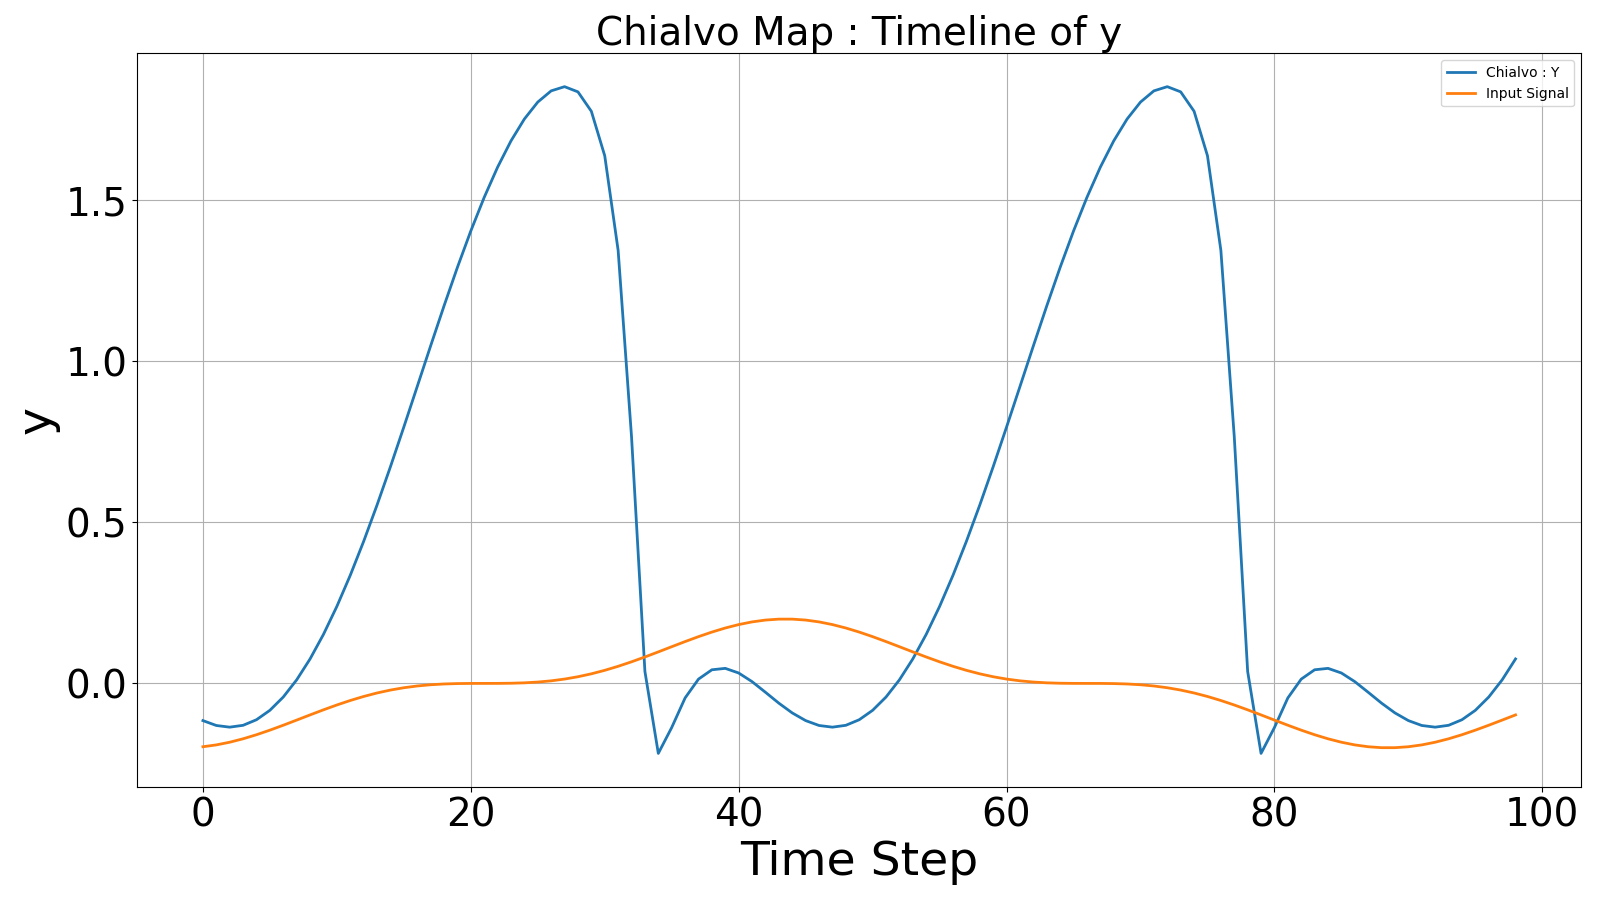 Chialvo Map : Timeline of y
Chialvo : Y
Input Signal
1.5
1.0
0.5
0.0
y
0 20 40 60 80 100
Time Step